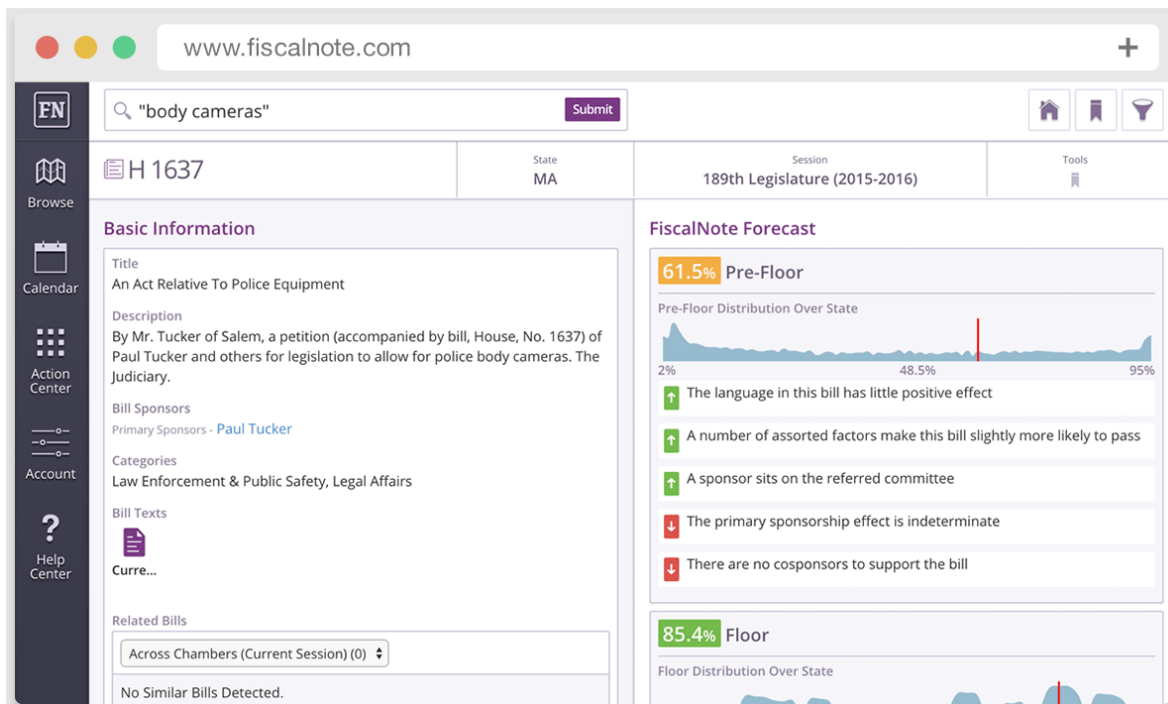 www.fiscalnote.com
FN
"body cameras"
Submit
Browse
Calendar
Action
Center
Account
?
Help
Center
H 1637
State
MA
Session
189th Legislature (2015-2016)
Tools
Basic Information
Title
An Act Relative To Police Equipment
Description
By Mr. Tucker of Salem, a petition (accompanied by bill, House, No. 1637) of
Paul Tucker and others for legislation to allow for police body cameras. The
Judiciary.
Bill Sponsors
Primary Sponsors - Paul Tucker
Categories
Law Enforcement & Public Safety, Legal Affairs
Bill Texts
Curre...
Related Bills
Across Chambers (Current Session) (0)
No Similar Bills Detected.
FiscalNote Forecast
61.5% Pre-Floor
Pre-Floor Distribution Over State
2% 48.5% 95%
The language in this bill has little positive effect
A number of assorted factors make this bill slightly more likely to pass
A sponsor sits on the referred committee
The primary sponsorship effect is indeterminate
There are no cosponsors to support the bill
85.4% Floor
Floor Distribution Over State